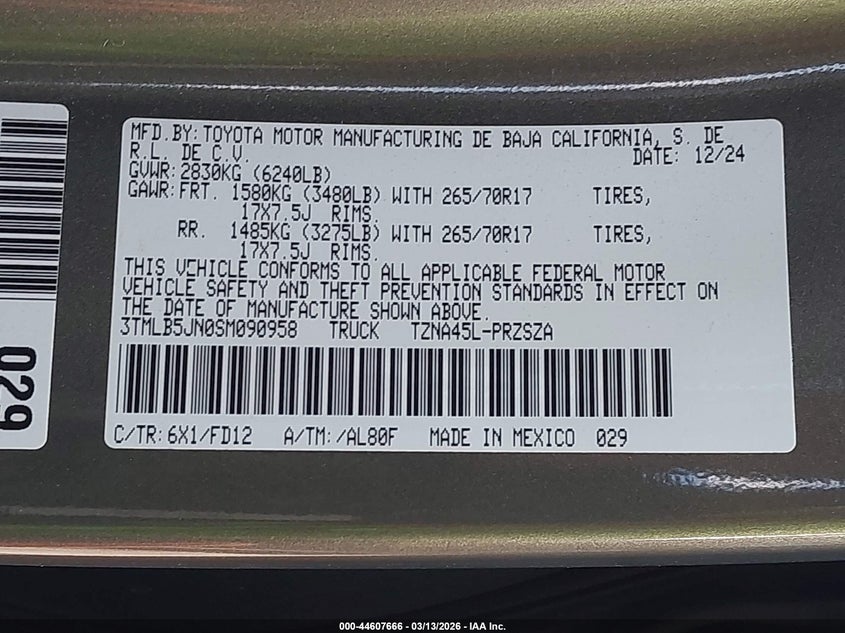 MFD.BY:TOYOTA MOTOR MANUFACTURING DE BAJA CALIFORNIA, S. DE
R.L. DE C.V. DATE: 12/24
GVWR:2830KG (6240LB)
GAWR:FRT. 1580KG (3480LB) WITH 265/70R17 TIRES,
17X7.5J RIMS.
RR. 1485KG (3275LB) WITH 265/70R17 TIRES,
17X7.5J RIMS.
THIS VEHICLE CONFORMS TO ALL APPLICABLE FEDERAL MOTOR
VEHICLE SAFETY AND THEFT PREVENTION STANDARDS IN EFFECT ON
THE DATE OF MANUFACTURE SHOWN ABOVE.
3TMLB5JN0SM090958 TRUCK TZNA45L-PRZSZA
C/TR:6X1/FD12 A/TM:/AL80F MADE IN MEXICO 029
029
000-44607666 - 03/13/2026 - IAA Inc.